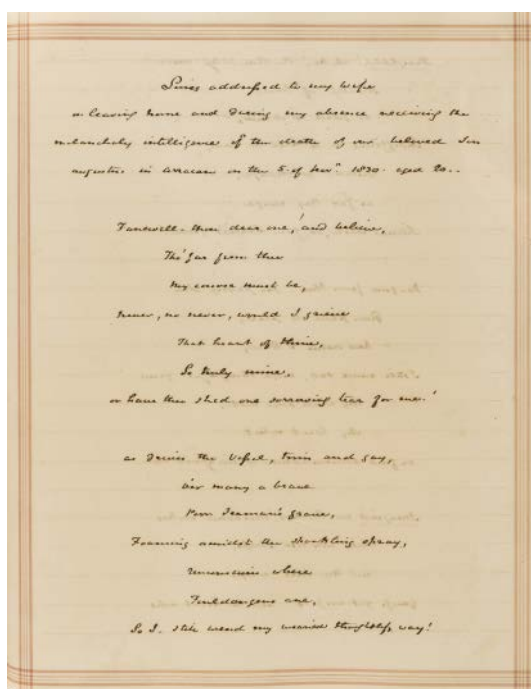 Lines addressed to my Wife
on leaving home and during my absence receiving the
melancholy intelligence of the death of our beloved Son
augustus in arracan on the 5. of Novr. 1830. aged 20..
Farewell. thou dear one, and believe,
Tho' far from thee
My course must be,
Never, no never, would I grieve
That heart of thine,
So truly mine,
or have thee shed one sorrowing tear for me.'
as the Vessel, trim and gay,
o'er many a brave
Poor Seaman's grave,
Foaming amidst the sparkling spray,
Unconscious where
Fould dangers are,
So I. still wend my wearied thoughtless way!